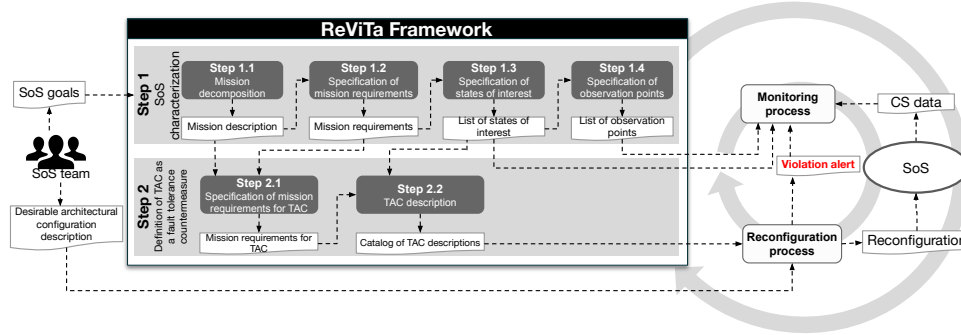 ReViTa Framework
SoS goals
SoS team
Desirable architectural
configuration
description
Step 1
SoS
characterization
Step 1.1
Mission
decomposition
Mission description
Step 1.2
Specification of
mission requirements
Mission requirements
Step 1.3
Specification of
states of interest
List of states of
interest
Step 1.4
Specification of
observation points
List of observation
points
Step 2
Definition of TAC as
a fault tolerance
countermeasure
Step 2.1
Specification of mission
requirements for TAC
Mission requirements for
TAC
Step 2.2
TAC description
Catalog of TAC descriptions
Monitoring
process
CS data
Violation alert
SoS
Reconfiguration
process
Reconfiguration